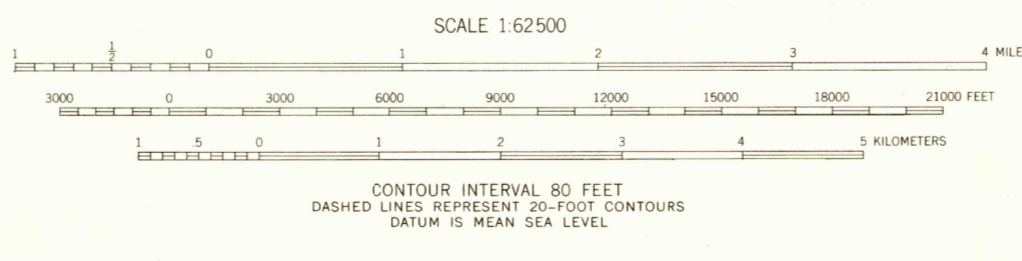 SCALE 1:62500
1 1/2 0 1 2 3 4 MILE
3000 0 3000 6000 9000 12000 15000 18000 21000 FEET
1 .5 0 1 2 3 4 5 KILOMETERS
CONTOUR INTERVAL 80 FEET
DASHED LINES REPRESENT 20-FOOT CONTOURS
DATUM IS MEAN SEA LEVEL